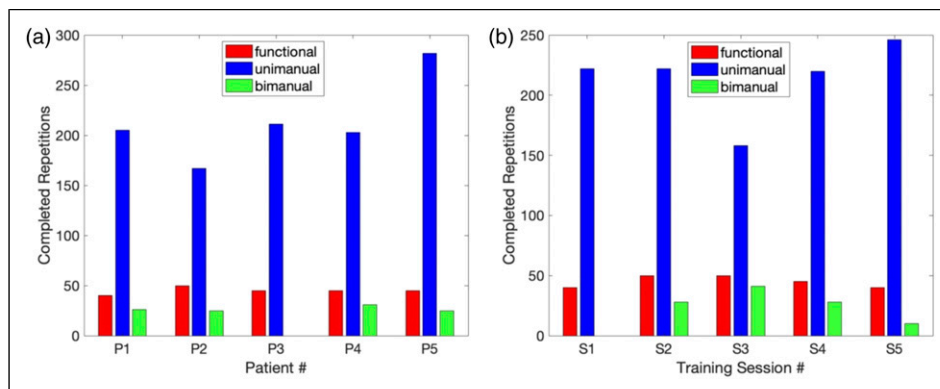 (a)
300
250
200
150
100
50
0
Completed Repetitions
functional
unimanual
bimanual
P1 P2 P3 P4 P5
Patient #
(b)
250
200
150
100
50
0
Completed Repetitions
functional
unimanual
bimanual
S1 S2 S3 S4 S5
Training Session #